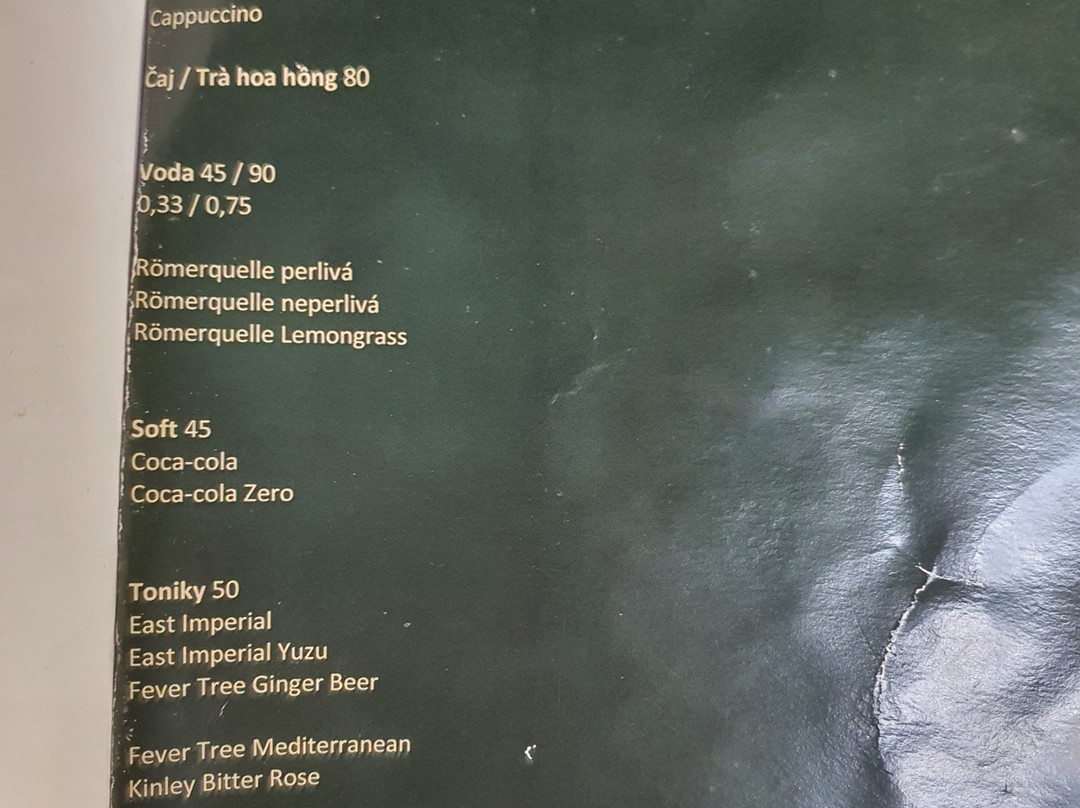 Cappuccino
Čaj / Trà hoa hồng 80
Voda 45 / 90
0,33 / 0,75
Römerquelle perlivá
Römerquelle neperlivá
Römerquelle Lemongrass
Soft 45
Coca-cola
Coca-cola Zero
Toniky 50
East Imperial
East Imperial Yuzu
Fever Tree Ginger Beer
Fever Tree Mediterranean
Kinley Bitter Rose